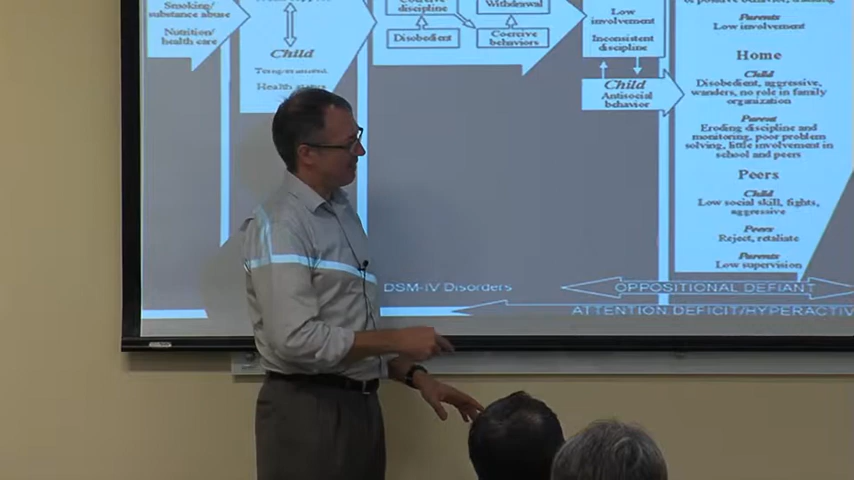 Smoking/
substance abuse
Nutrition/
health care
Child
Temperament
Health status
discipline
Disobedient
Withdrawal
Coercive
behaviors
Low
involvement
Inconsistent
discipline
Child
Antisocial
behavior
Parents
Low involvement
Home
Child
Disobedient, aggressive,
wanders, no role in family
organization
Parent
Eroding discipline and
monitoring, poor problem
solving, little involvement in
school and peers
Peers
Child
Low social skill, fights,
aggressive
Peers
Reject, retaliate
Parents
Low supervision
DSM-IV Disorders
OPPOSITIONAL DEFIANT
ATTENTION DEFICIT/HYPERACTIV